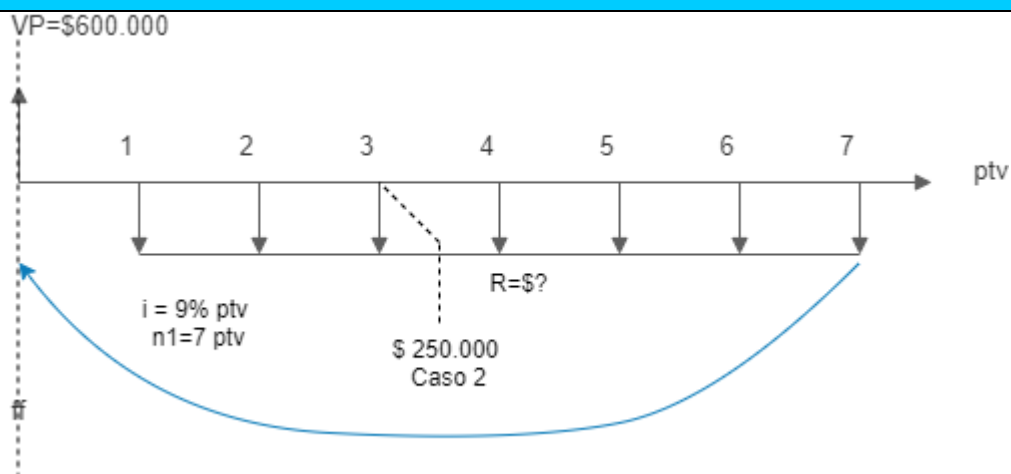 VP=$600.000
1 2 3 4 5 6 7
ptv
R=$?
i = 9% ptv
n1=7 ptv
$ 250.000
Caso 2
ff